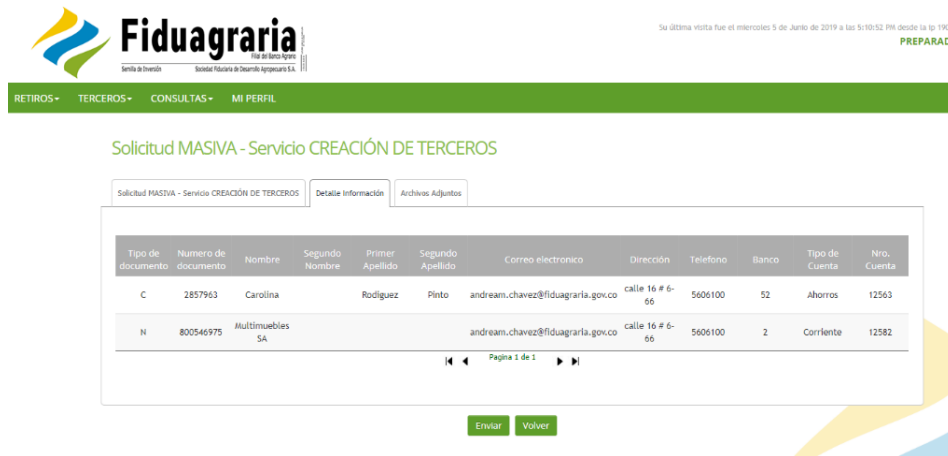 Su última visita fue el miercoles 5 de Junio de 2019 a las 5:10:52 PM desde la ip 190
PREPARAD
Fiduagraria
Filial del Banco Agrario
Semilla de Inversión Sociedad Fiduciaria de Desarrollo Agropecuario S.A.
RETIROS TERCEROS CONSULTAS MI PERFIL
Solicitud MASIVA - Servicio CREACIÓN DE TERCEROS
Solicitud MASIVA - Servicio CREACIÓN DE TERCEROS Detalle Información Archivos Adjuntos
Tipo de documento Numero de documento Nombre Segundo Nombre Primer Apellido Segundo Apellido Correo electronico Dirección Telefono Banco Tipo de Cuenta Nro. Cuenta
C 2857963 Carolina Rodiguez Pinto andream.chavez@fiduagraria.gov.co calle 16 # 6-66 5606100 52 Ahorros 12563
N 800546975 Multimuebles SA andream.chavez@fiduagraria.gov.co calle 16 # 6-66 5606100 2 Corriente 12582
Pagina 1 de 1
Enviar Volver